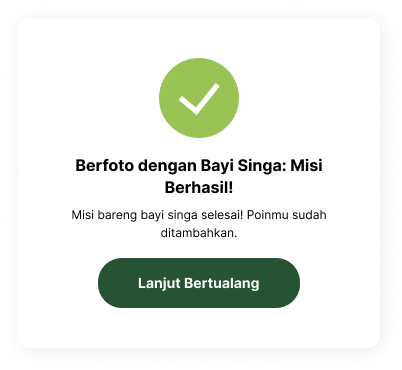 Berfoto dengan Bayi Singa: Misi
Berhasil!
Misi bareng bayi singa selesai! Poinmu sudah
ditambahkan.
Lanjut Bertualang